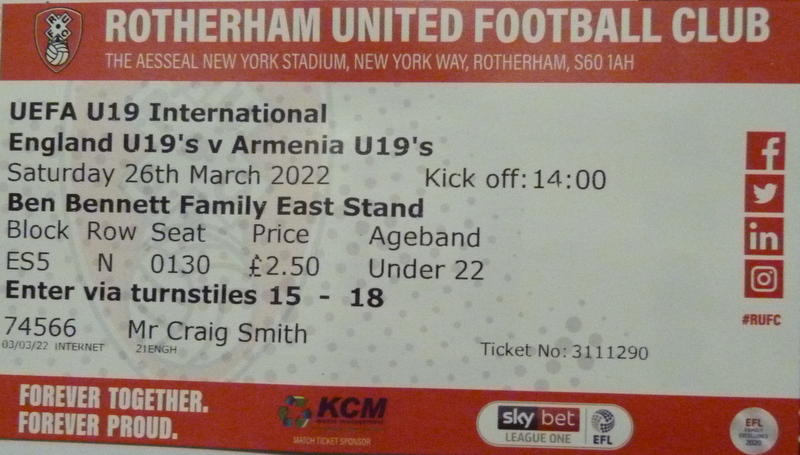 ROTHERHAM UNITED FOOTBALL CLUB
THE AESSEAL NEW YORK STADIUM, NEW YORK WAY, ROTHERHAM, S60 1AH
UEFA U19 International
England U19's v Armenia U19's
Saturday 26th March 2022 Kick off: 14:00
Ben Bennett Family East Stand
Block Row Seat Price Ageband
ES5 N 0130 £2.50 Under 22
Enter via turnstiles 15 - 18
74566 Mr Craig Smith
03/03/22 INTERNET 21ENGH
Ticket No: 3111290
#RUFC
FOREVER TOGETHER.
FOREVER PROUD.
KCM
MATCH TICKET SPONSOR
sky bet
LEAGUE ONE EFL
EFL
2020